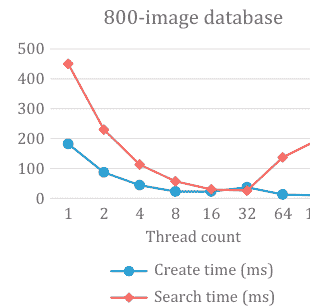 800-image database
500
400
300
200
100
0
1 2 4 8 16 32 64
Thread count
Create time (ms)
Search time (ms)